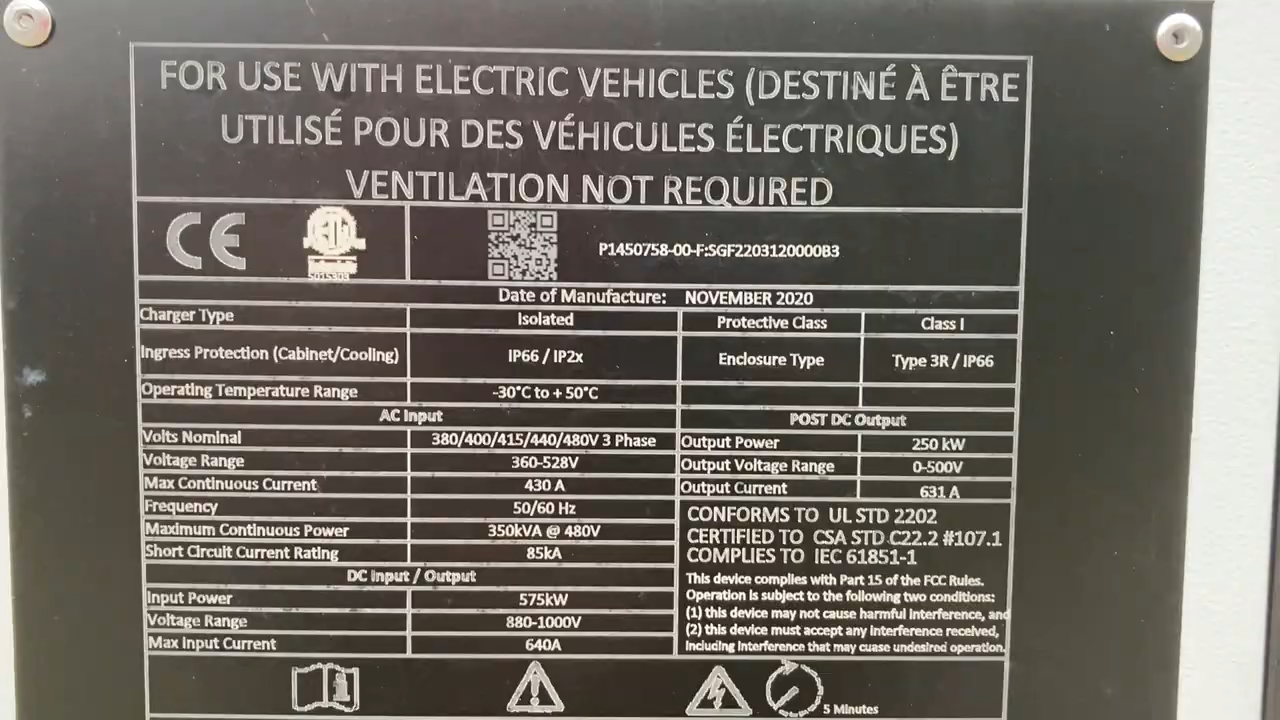 FOR USE WITH ELECTRIC VEHICLES (DESTINÉ À ÊTRE
UTILISÉ POUR DES VÉHICULES ÉLECTRIQUES)
VENTILATION NOT REQUIRED
CE
ETL
Intertek
5015303
P1450758-00-F:SGF2203120000B3
Date of Manufacture: NOVEMBER 2020
Charger Type Isolated Protective Class Class I
Ingress Protection (Cabinet/Cooling) IP66 / IP2x Enclosure Type Type 3R / IP66
Operating Temperature Range -30°C to + 50°C
AC Input
Volts Nominal 380/400/415/440/480V 3 Phase
Voltage Range 360-528V
Max Continuous Current 430 A
Frequency 50/60 Hz
Maximum Continuous Power 350kVA @ 480V
Short Circuit Current Rating 85kA
DC Input / Output
Input Power 575kW
Voltage Range 880-1000V
Max Input Current 640A
POST DC Output
Output Power 250 kW
Output Voltage Range 0-500V
Output Current 631 A
CONFORMS TO UL STD 2202
CERTIFIED TO CSA STD C22.2 #107.1
COMPLIES TO IEC 61851-1
This device complies with Part 15 of the FCC Rules.
Operation is subject to the following two conditions:
(1) this device may not cause harmful interference, and
(2) this device must accept any interference received,
including interference that may cuase undesired operation.
5 Minutes